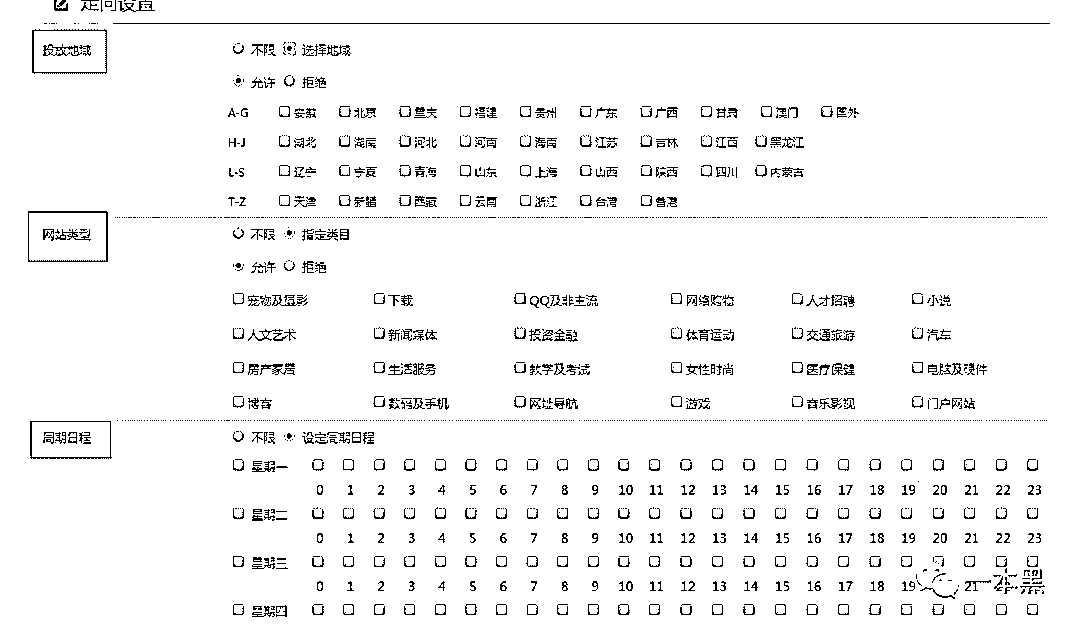 定向设置
投放地域 不限 选择地域
允许 拒绝
A-G 安徽 北京 重庆 福建 贵州 广东 广西 甘肃 澳门 国外
H-J 湖北 湖南 河北 河南 海南 江苏 吉林 江西 黑龙江
L-S 辽宁 宁夏 青海 山东 上海 山西 陕西 四川 内蒙古
T-Z 天津 新疆 西藏 云南 浙江 台湾 香港
网站类型 不限 指定类目
允许 拒绝
宠物及摄影 下载 QQ及非主流 网络购物 人才招聘 小说
人文艺术 新闻媒体 投资金融 体育运动 交通旅游 汽车
房产家居 生活服务 教学及考试 女性时尚 医疗保健 电脑及硬件
博客 数码及手机 网址导航 游戏 音乐影视 门户网站
周期日程 不限 设定周期日程
星期一
0 1 2 3 4 5 6 7 8 9 10 11 12 13 14 15 16 17 18 19 20 21 22 23
星期二
0 1 2 3 4 5 6 7 8 9 10 11 12 13 14 15 16 17 18 19 20 21 22 23
星期三
0 1 2 3 4 5 6 7 8 9 10 11 12 13 14 15 16 17 18 19 21
星期四
一本黑